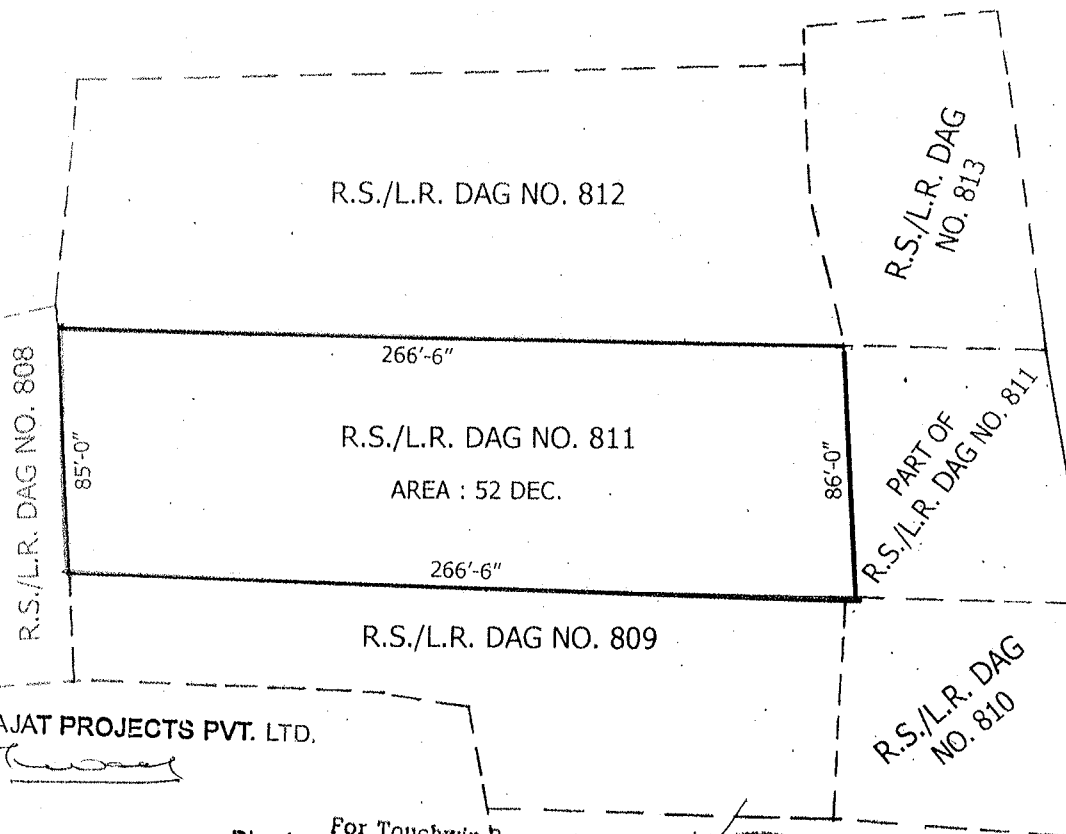 R.S./L.R. DAG NO. 812
R.S./L.R. DAG
NO. 813
266'-6"
R.S./L.R. DAG NO. 808
85'-0"
R.S./L.R. DAG NO. 811
AREA : 52 DEC.
86'-0"
PART OF
R.S./L.R. DAG NO. 811
266'-6"
R.S./L.R. DAG NO. 809
R.S./L.R. DAG
NO. 810
AJAT PROJECTS PVT. LTD.
For